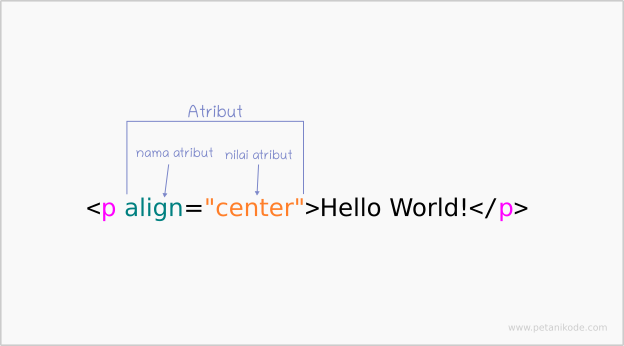 Atribut
nama atribut nilai atribut
<p align="center">Hello World!</p>
www.petanikode.com